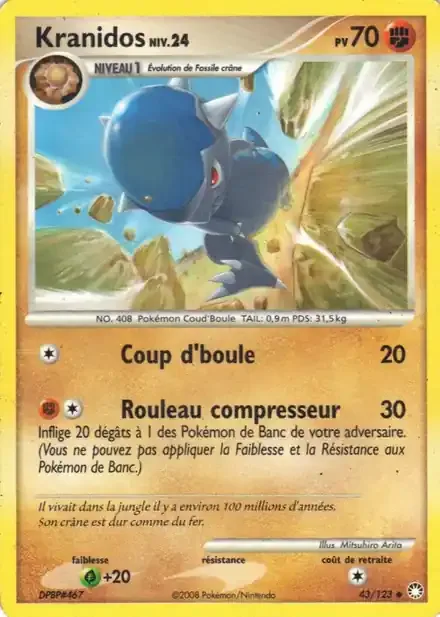 Kranidos NIV.24
PV 70
NIVEAU 1 Évolution de Fossile crâne
NO. 408 Pokémon Coud'Boule TAIL: 0,9m PDS: 31,5kg
Coup d'boule 20
Rouleau compresseur 30
Inflige 20 dégâts à 1 des Pokémon de Banc de votre adversaire.
(Vous ne pouvez pas appliquer la Faiblesse et la Résistance aux
Pokémon de Banc.)
Il vivait dans la jungle il y a environ 100 millions d'années.
Son crâne est dur comme du fer.
Illus. Mitsuhiro Arita
faiblesse résistance coût de retraite
+20
DPBP#467 ©2008 Pokémon/Nintendo 43/123